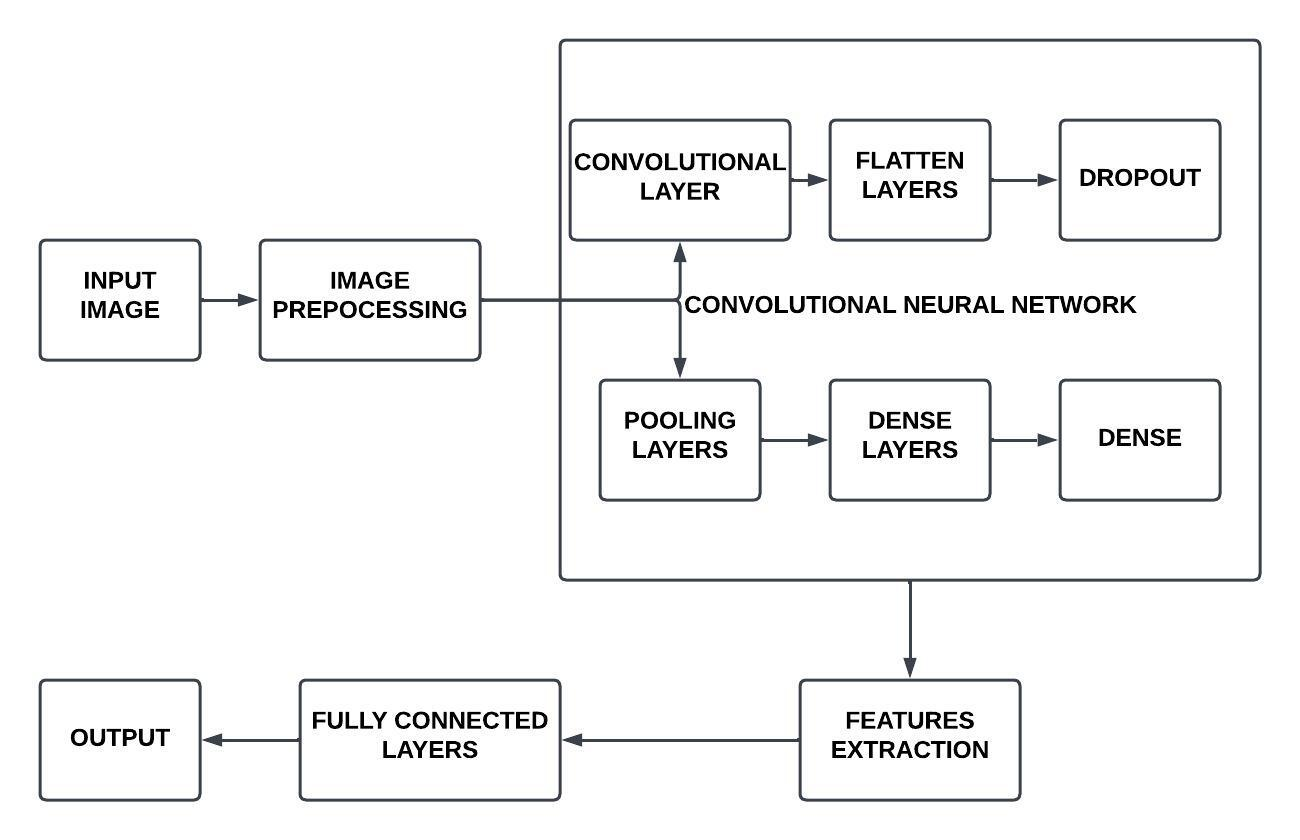 CONVOLUTIONAL
LAYER
FLATTEN
LAYERS
DROPOUT
INPUT
IMAGE
IMAGE
PREPOCESSING
CONVOLUTIONAL NEURAL NETWORK
POOLING
LAYERS
DENSE
LAYERS
DENSE
OUTPUT
FULLY CONNECTED
LAYERS
FEATURES
EXTRACTION